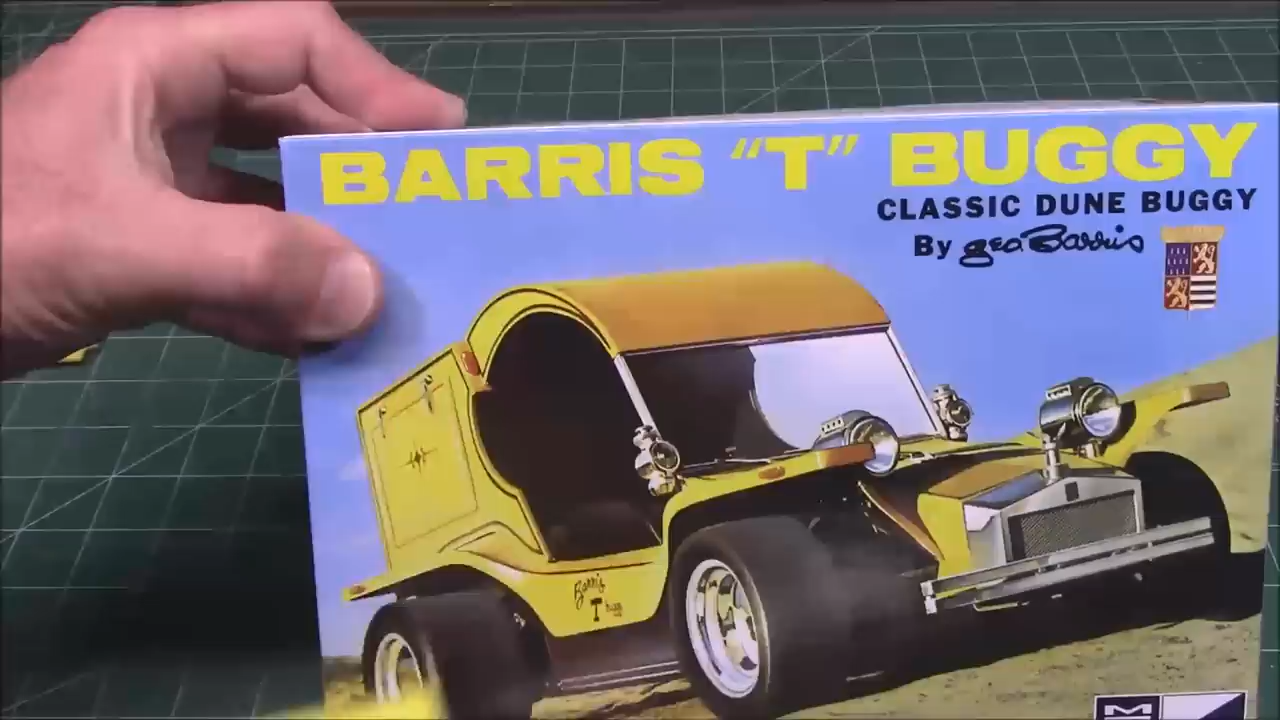 BARRIS "T" BUGGY
CLASSIC DUNE BUGGY
By Geo. Barris
Barris
T